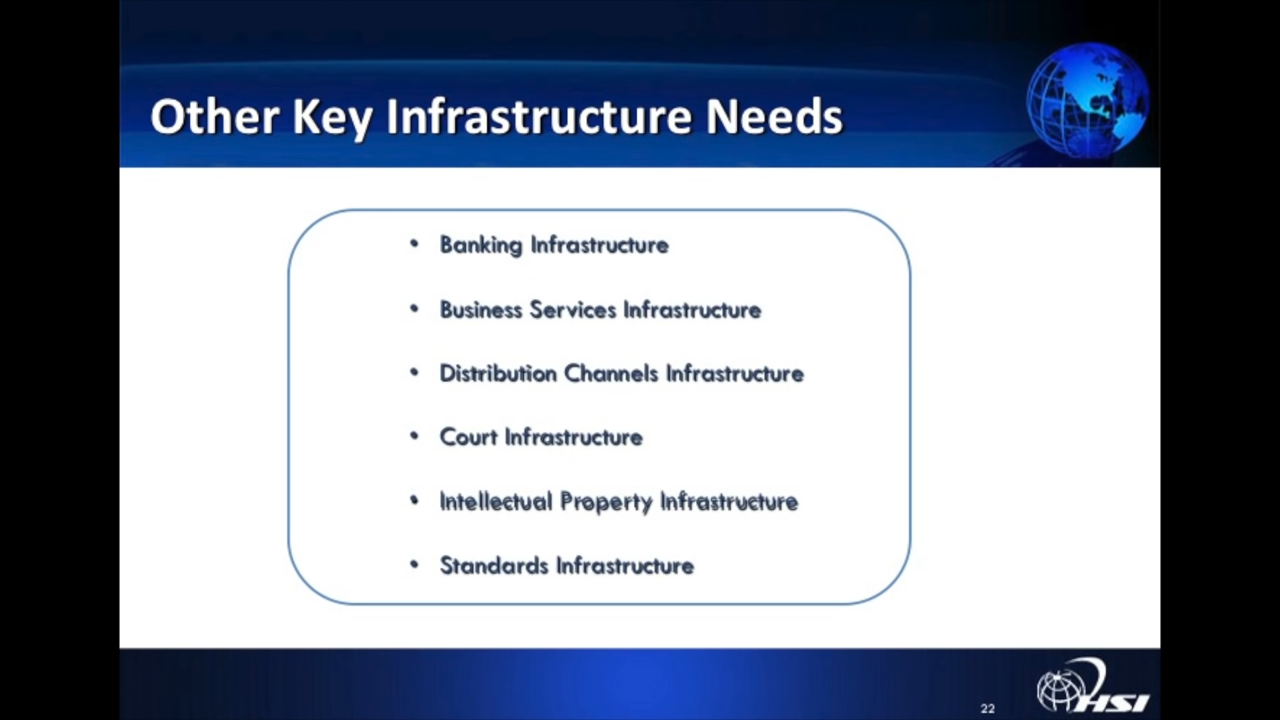 Other Key Infrastructure Needs
• Banking Infrastructure
• Business Services Infrastructure
• Distribution Channels Infrastructure
• Court Infrastructure
• Intellectual Property Infrastructure
• Standards Infrastructure
22
HSI